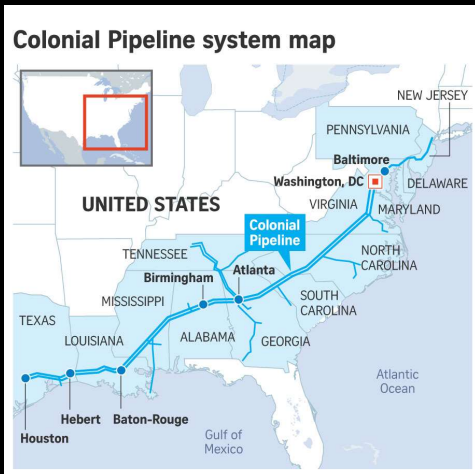 Colonial Pipeline system map
NEW JERSEY
PENNSYLVANIA
Baltimore
Washington, DC
DELAWARE
VIRGINIA
MARYLAND
UNITED STATES
Colonial
Pipeline
TENNESSEE
NORTH
CAROLINA
Birmingham
Atlanta
MISSISSIPPI
SOUTH
CAROLINA
TEXAS
LOUISIANA
ALABAMA
GEORGIA
Atlantic
Ocean
Hebert
Baton-Rouge
Houston
Gulf of
Mexico